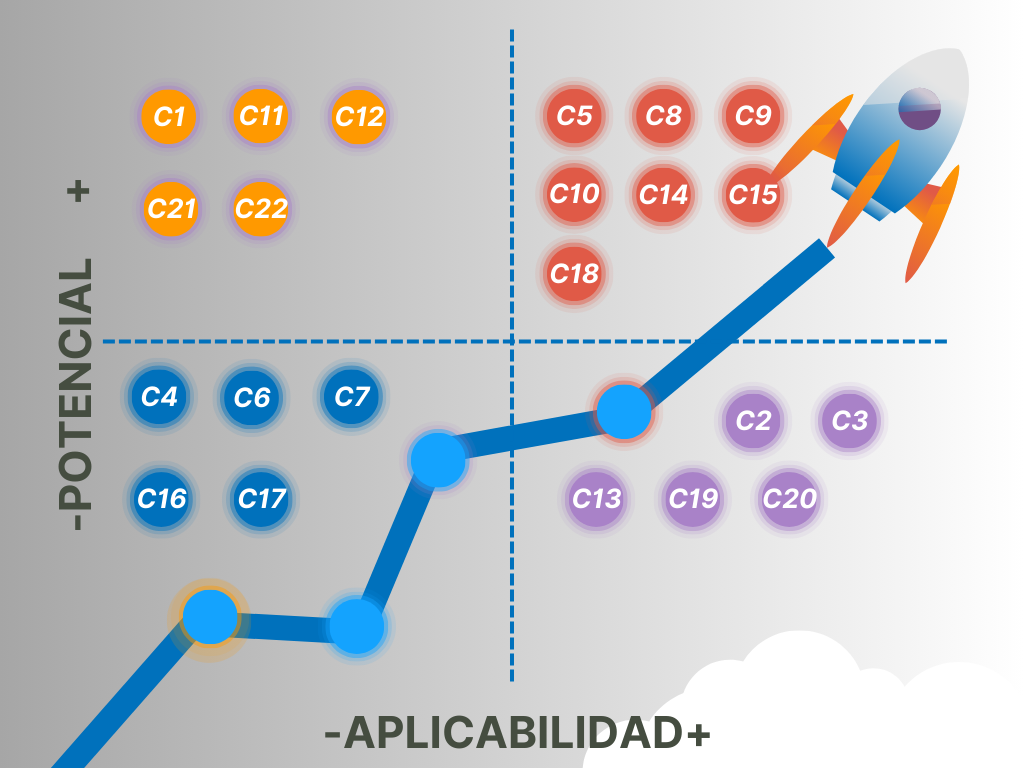 C1 C11 C12
C21 C22
C5 C8 C9
C10 C14 C15
C18
-POTENCIAL +
C4 C6 C7
C16 C17
C2 C3
C13 C19 C20
-APLICABILIDAD+